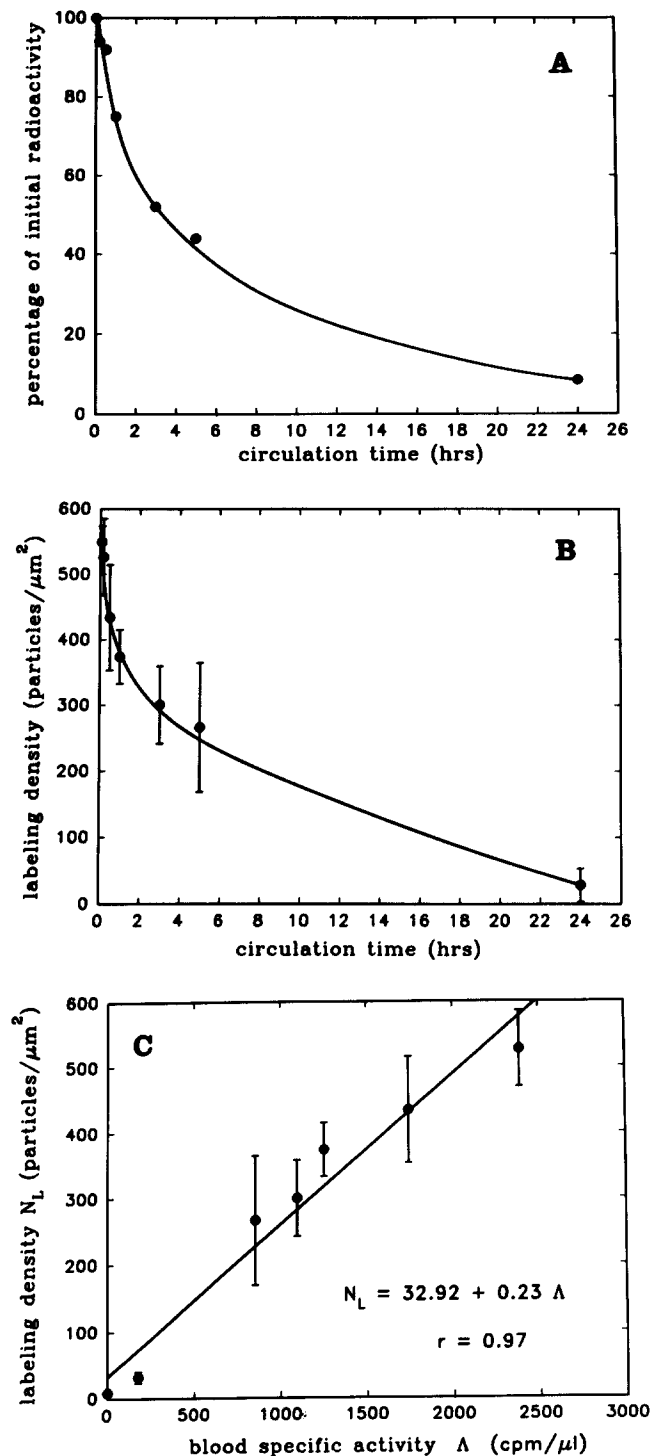 100
80
60
40
20
0
percentage of initial radioactivity
A
0 2 4 6 8 10 12 14 16 18 20 22 24 26
circulation time (hrs)
600
500
400
300
200
100
0
labeling density (particles/μm²)
B
0 2 4 6 8 10 12 14 16 18 20 22 24 26
circulation time (hrs)
600
500
400
300
200
100
0
labeling density N_L (particles/μm²)
C
N_L = 32.92 + 0.23 Λ
r = 0.97
0 500 1000 1500 2000 2500 3000
blood specific activity Λ (cpm/μl)